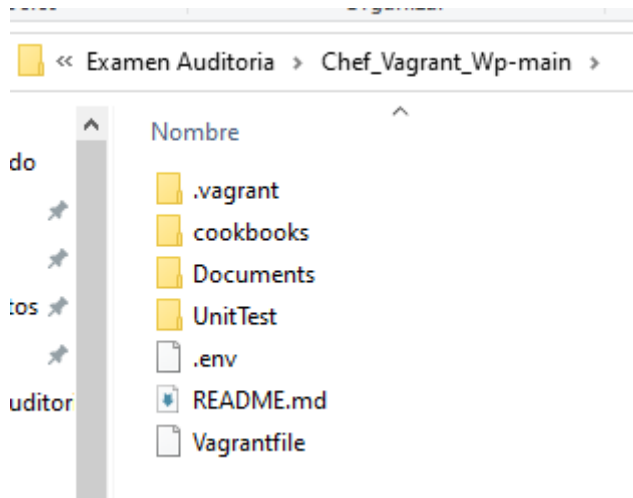 « Examen Auditoria > Chef_Vagrant_Wp-main >
Nombre
do
.vagrant
cookbooks
Documents
tos
UnitTest
.env
uditor
README.md
Vagrantfile